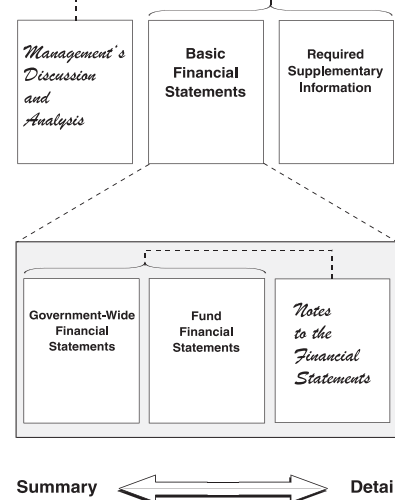 Management's
Discussion
and
Analysis
Basic
Financial
Statements
Required
Supplementary
Information
Government-Wide
Financial
Statements
Fund
Financial
Statements
Notes
to the
Financial
Statements
Summary
Detai